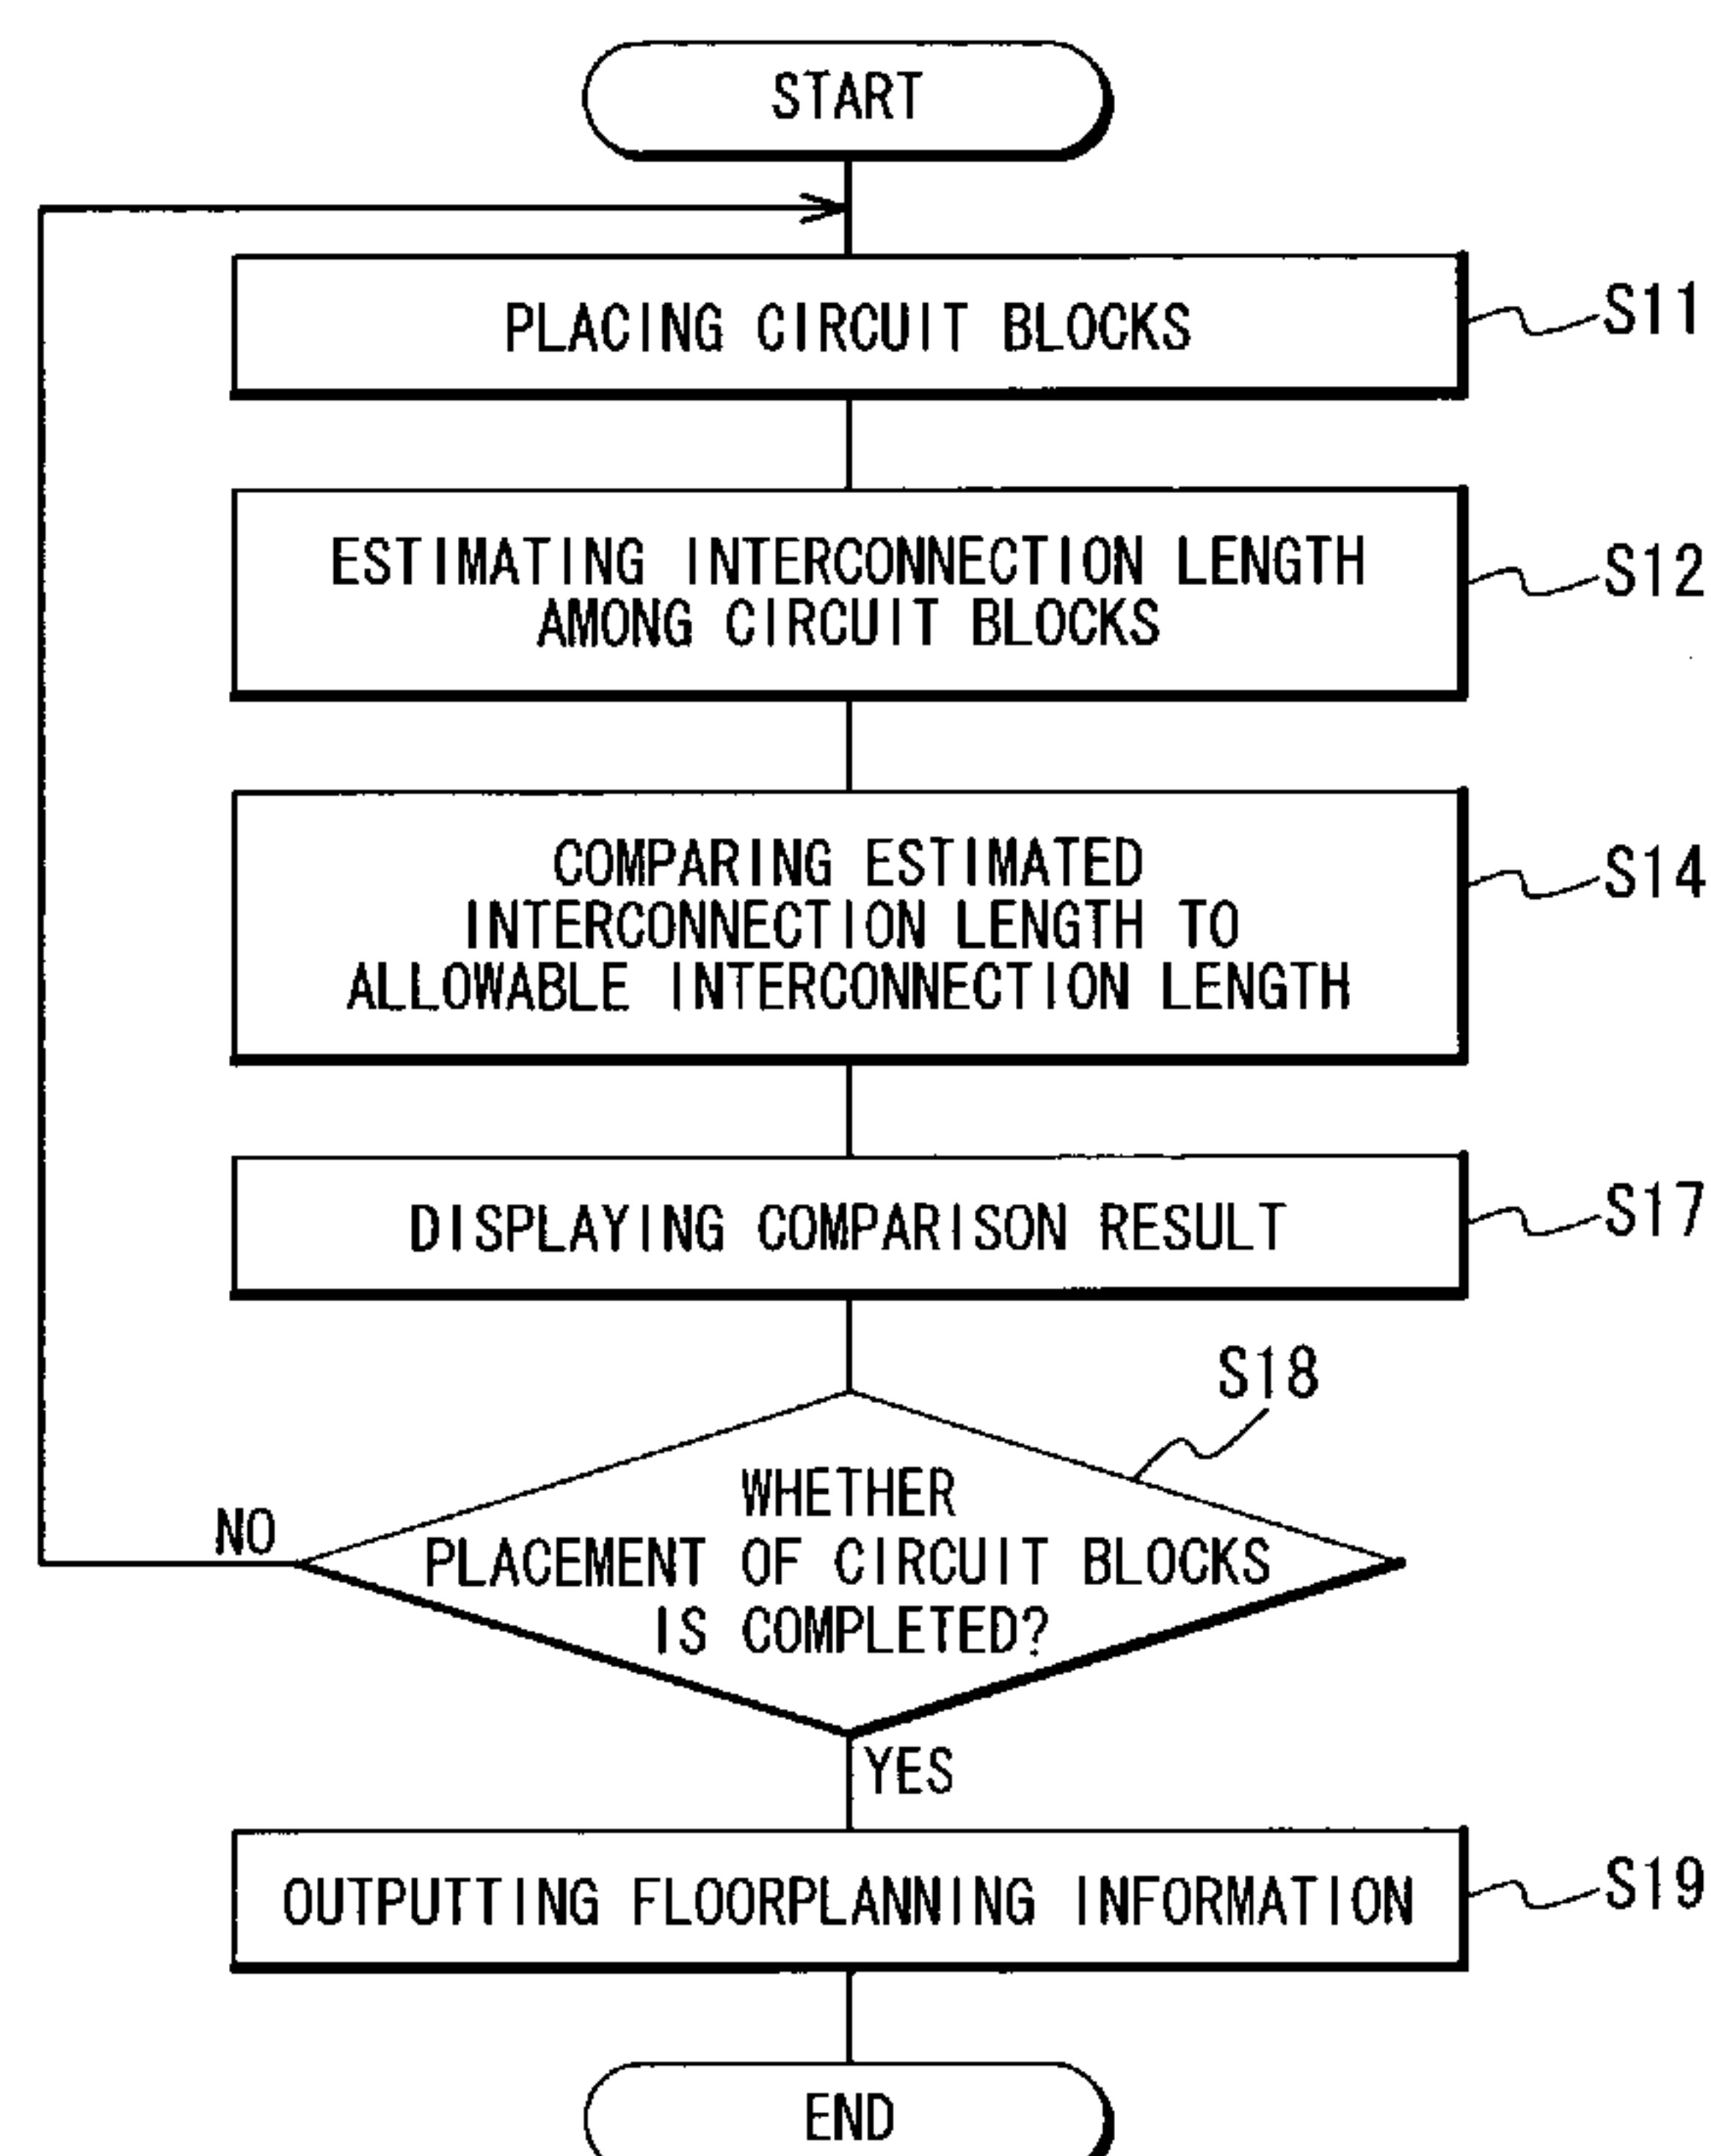 START
PLACING CIRCUIT BLOCKS
S11
ESTIMATING INTERCONNECTION LENGTH
AMONG CIRCUIT BLOCKS
S12
COMPARING ESTIMATED
INTERCONNECTION LENGTH TO
ALLOWABLE INTERCONNECTION LENGTH
S14
DISPLAYING COMPARISON RESULT
S17
S18
WHETHER
PLACEMENT OF CIRCUIT BLOCKS
IS COMPLETED?
NO
YES
OUTPUTTING FLOORPLANNING INFORMATION
S19
END